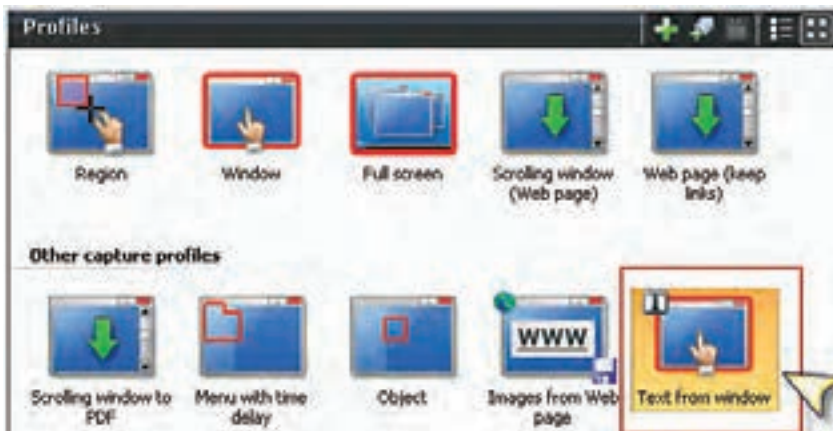 Profiles
Region
Window
Full screen
Scrolling window
(Web page)
Web page (keep
links)
Other capture profiles
Scrolling window to
PDF
Menu with time
delay
Object
WWW
Images from Web
page
Text from window